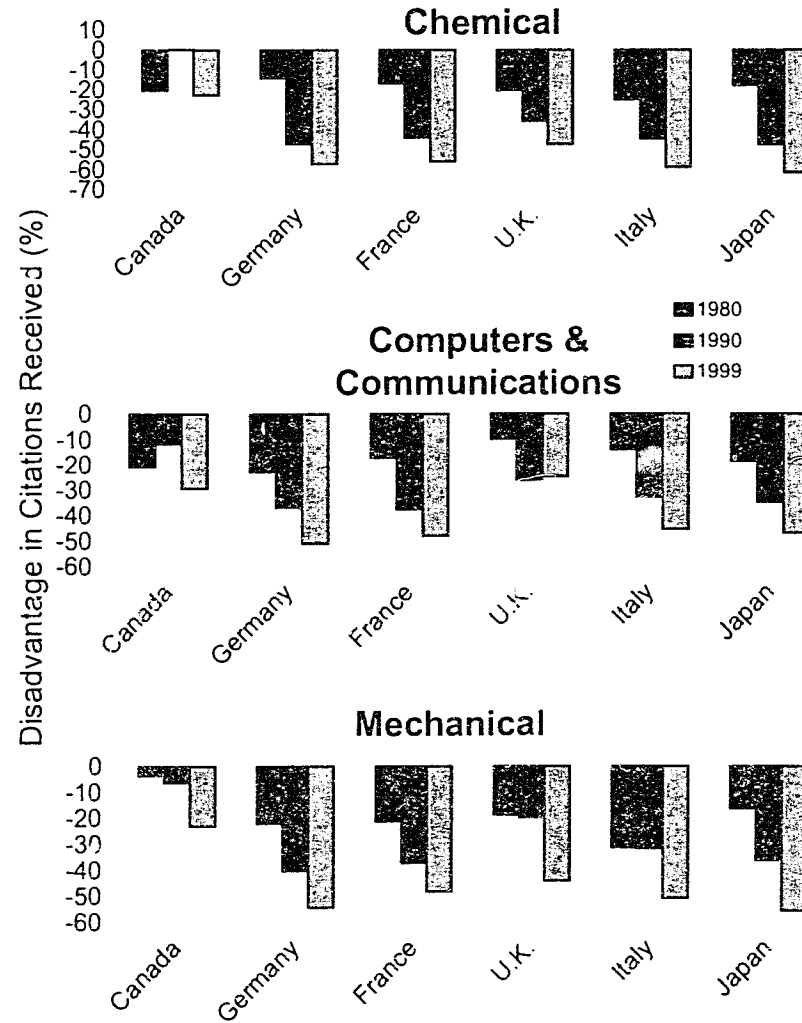 Disadvantage in Citations Received (%)
Chemical
10
0
-10
-20
-30
-40
-50
-60
-70
Canada
Germany
France
U.K.
Italy
Japan
1980
1990
1999
Computers &
Communications
0
-10
-20
-30
-40
-50
-60
Canada
Germany
France
U.K.
Italy
Japan
Mechanical
0
-10
-20
-30
-40
-50
-60
Canada
Germany
France
U.K.
Italy
Japan